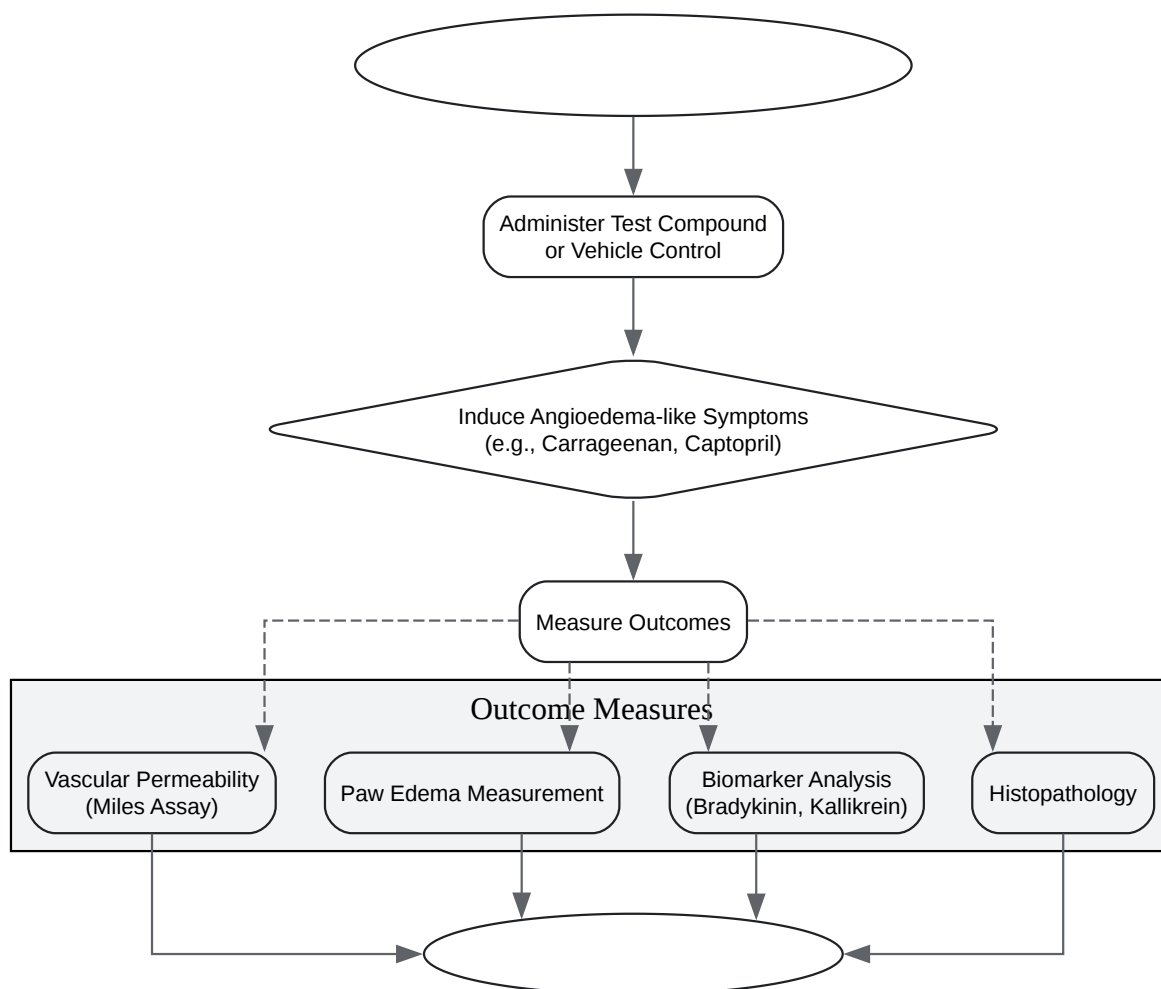 Administer Test Compound
or Vehicle Control
Induce Angioedema-like Symptoms
(e.g., Carrageenan, Captopril)
Measure Outcomes
Outcome Measures
Vascular Permeability
(Miles Assay)
Paw Edema Measurement
Biomarker Analysis
(Bradykinin, Kallikrein)
Histopathology